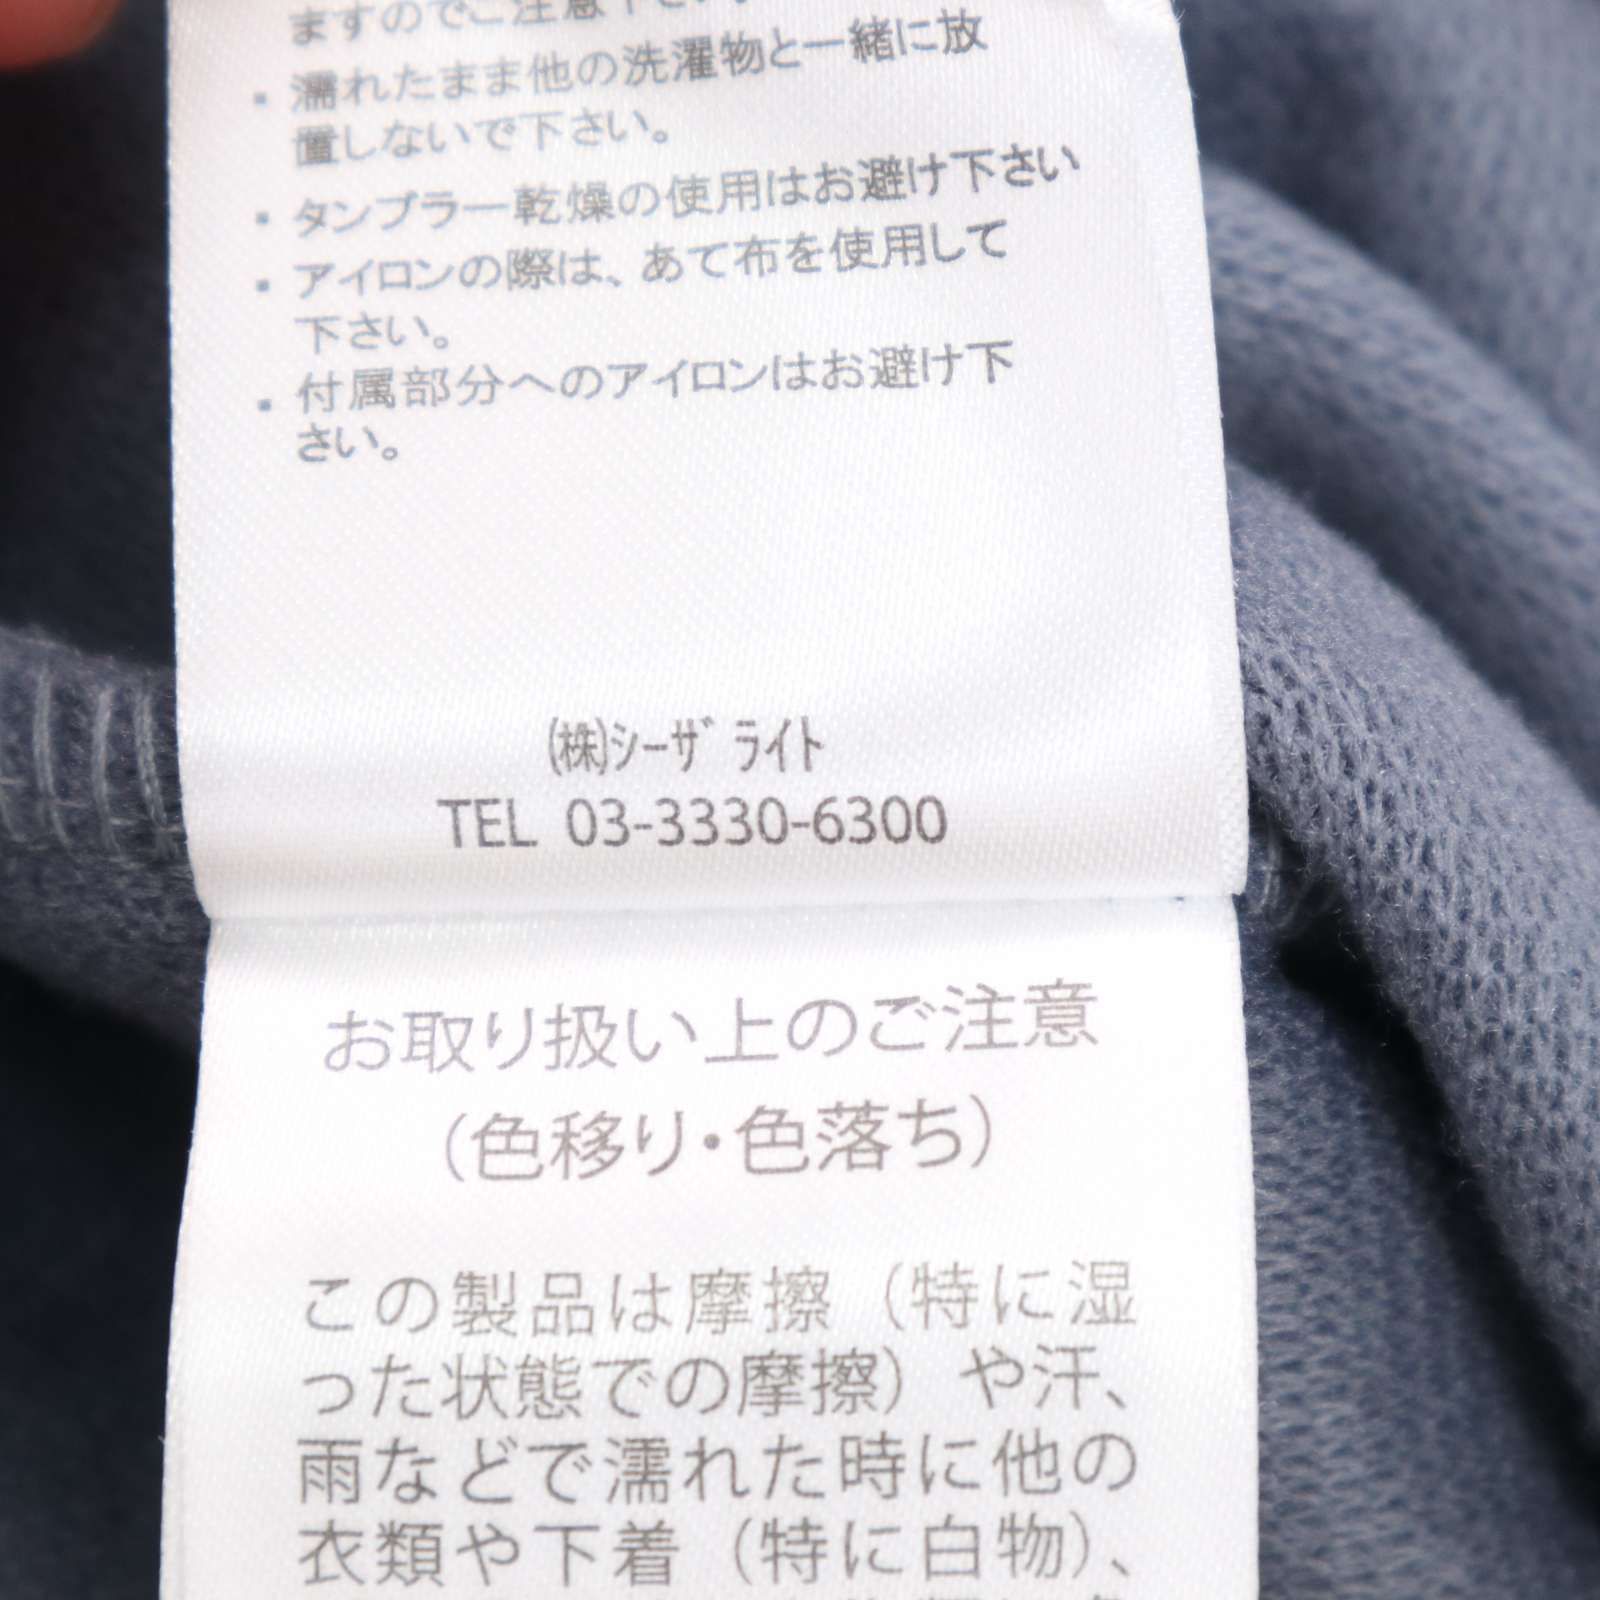 ますのでご注意下さい。
・濡れたまま他の洗濯物と一緒に放
置しないで下さい。
・タンブラー乾燥の使用はお避け下さい
・アイロンの際は、あて布を使用して
下さい。
・付属部分へのアイロンはお避け下
さい。
㈱シーザライト
TEL 03-3330-6300
お取り扱い上のご注意
（色移り・色落ち）
この製品は摩擦（特に湿
った状態での摩擦）や汗、
雨などで濡れた時に他の
衣類や下着（特に白物）、